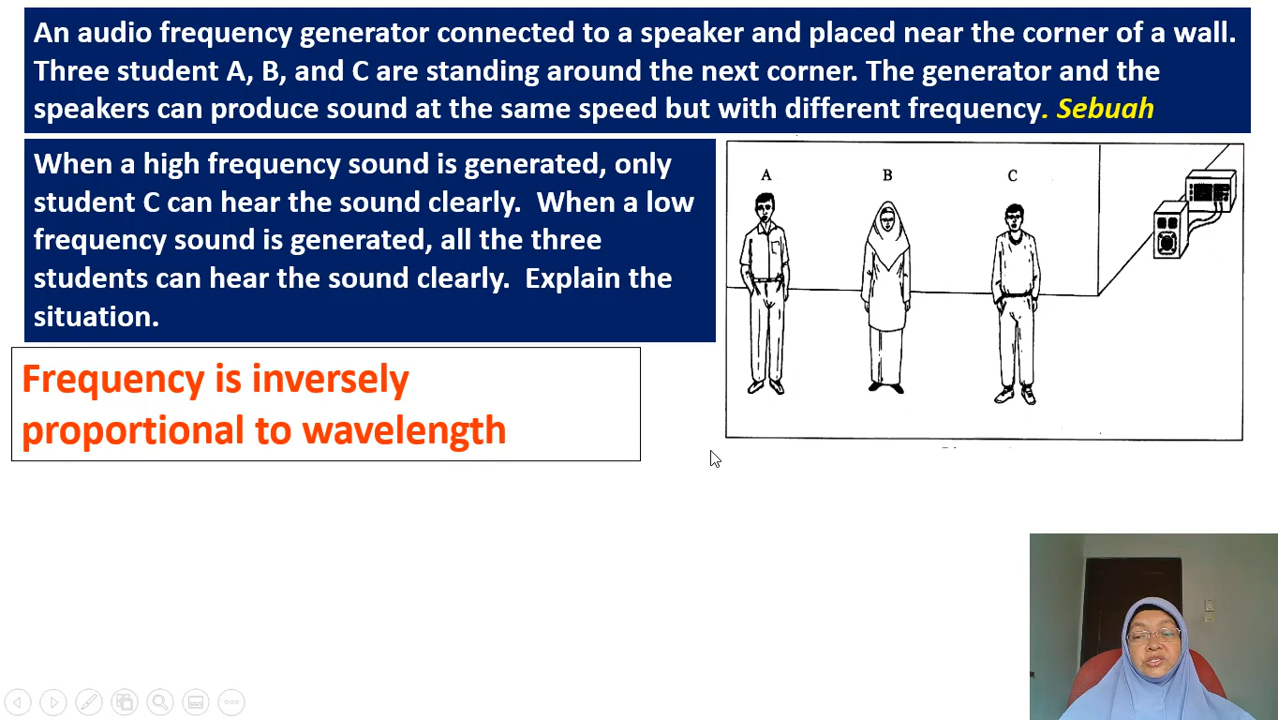 An audio frequency generator connected to a speaker and placed near the corner of a wall.
Three student A, B, and C are standing around the next corner. The generator and the
speakers can produce sound at the same speed but with different frequency. Sebuah
When a high frequency sound is generated, only
student C can hear the sound clearly. When a low
frequency sound is generated, all the three
students can hear the sound clearly. Explain the
situation.
A B C
Frequency is inversely
proportional to wavelength